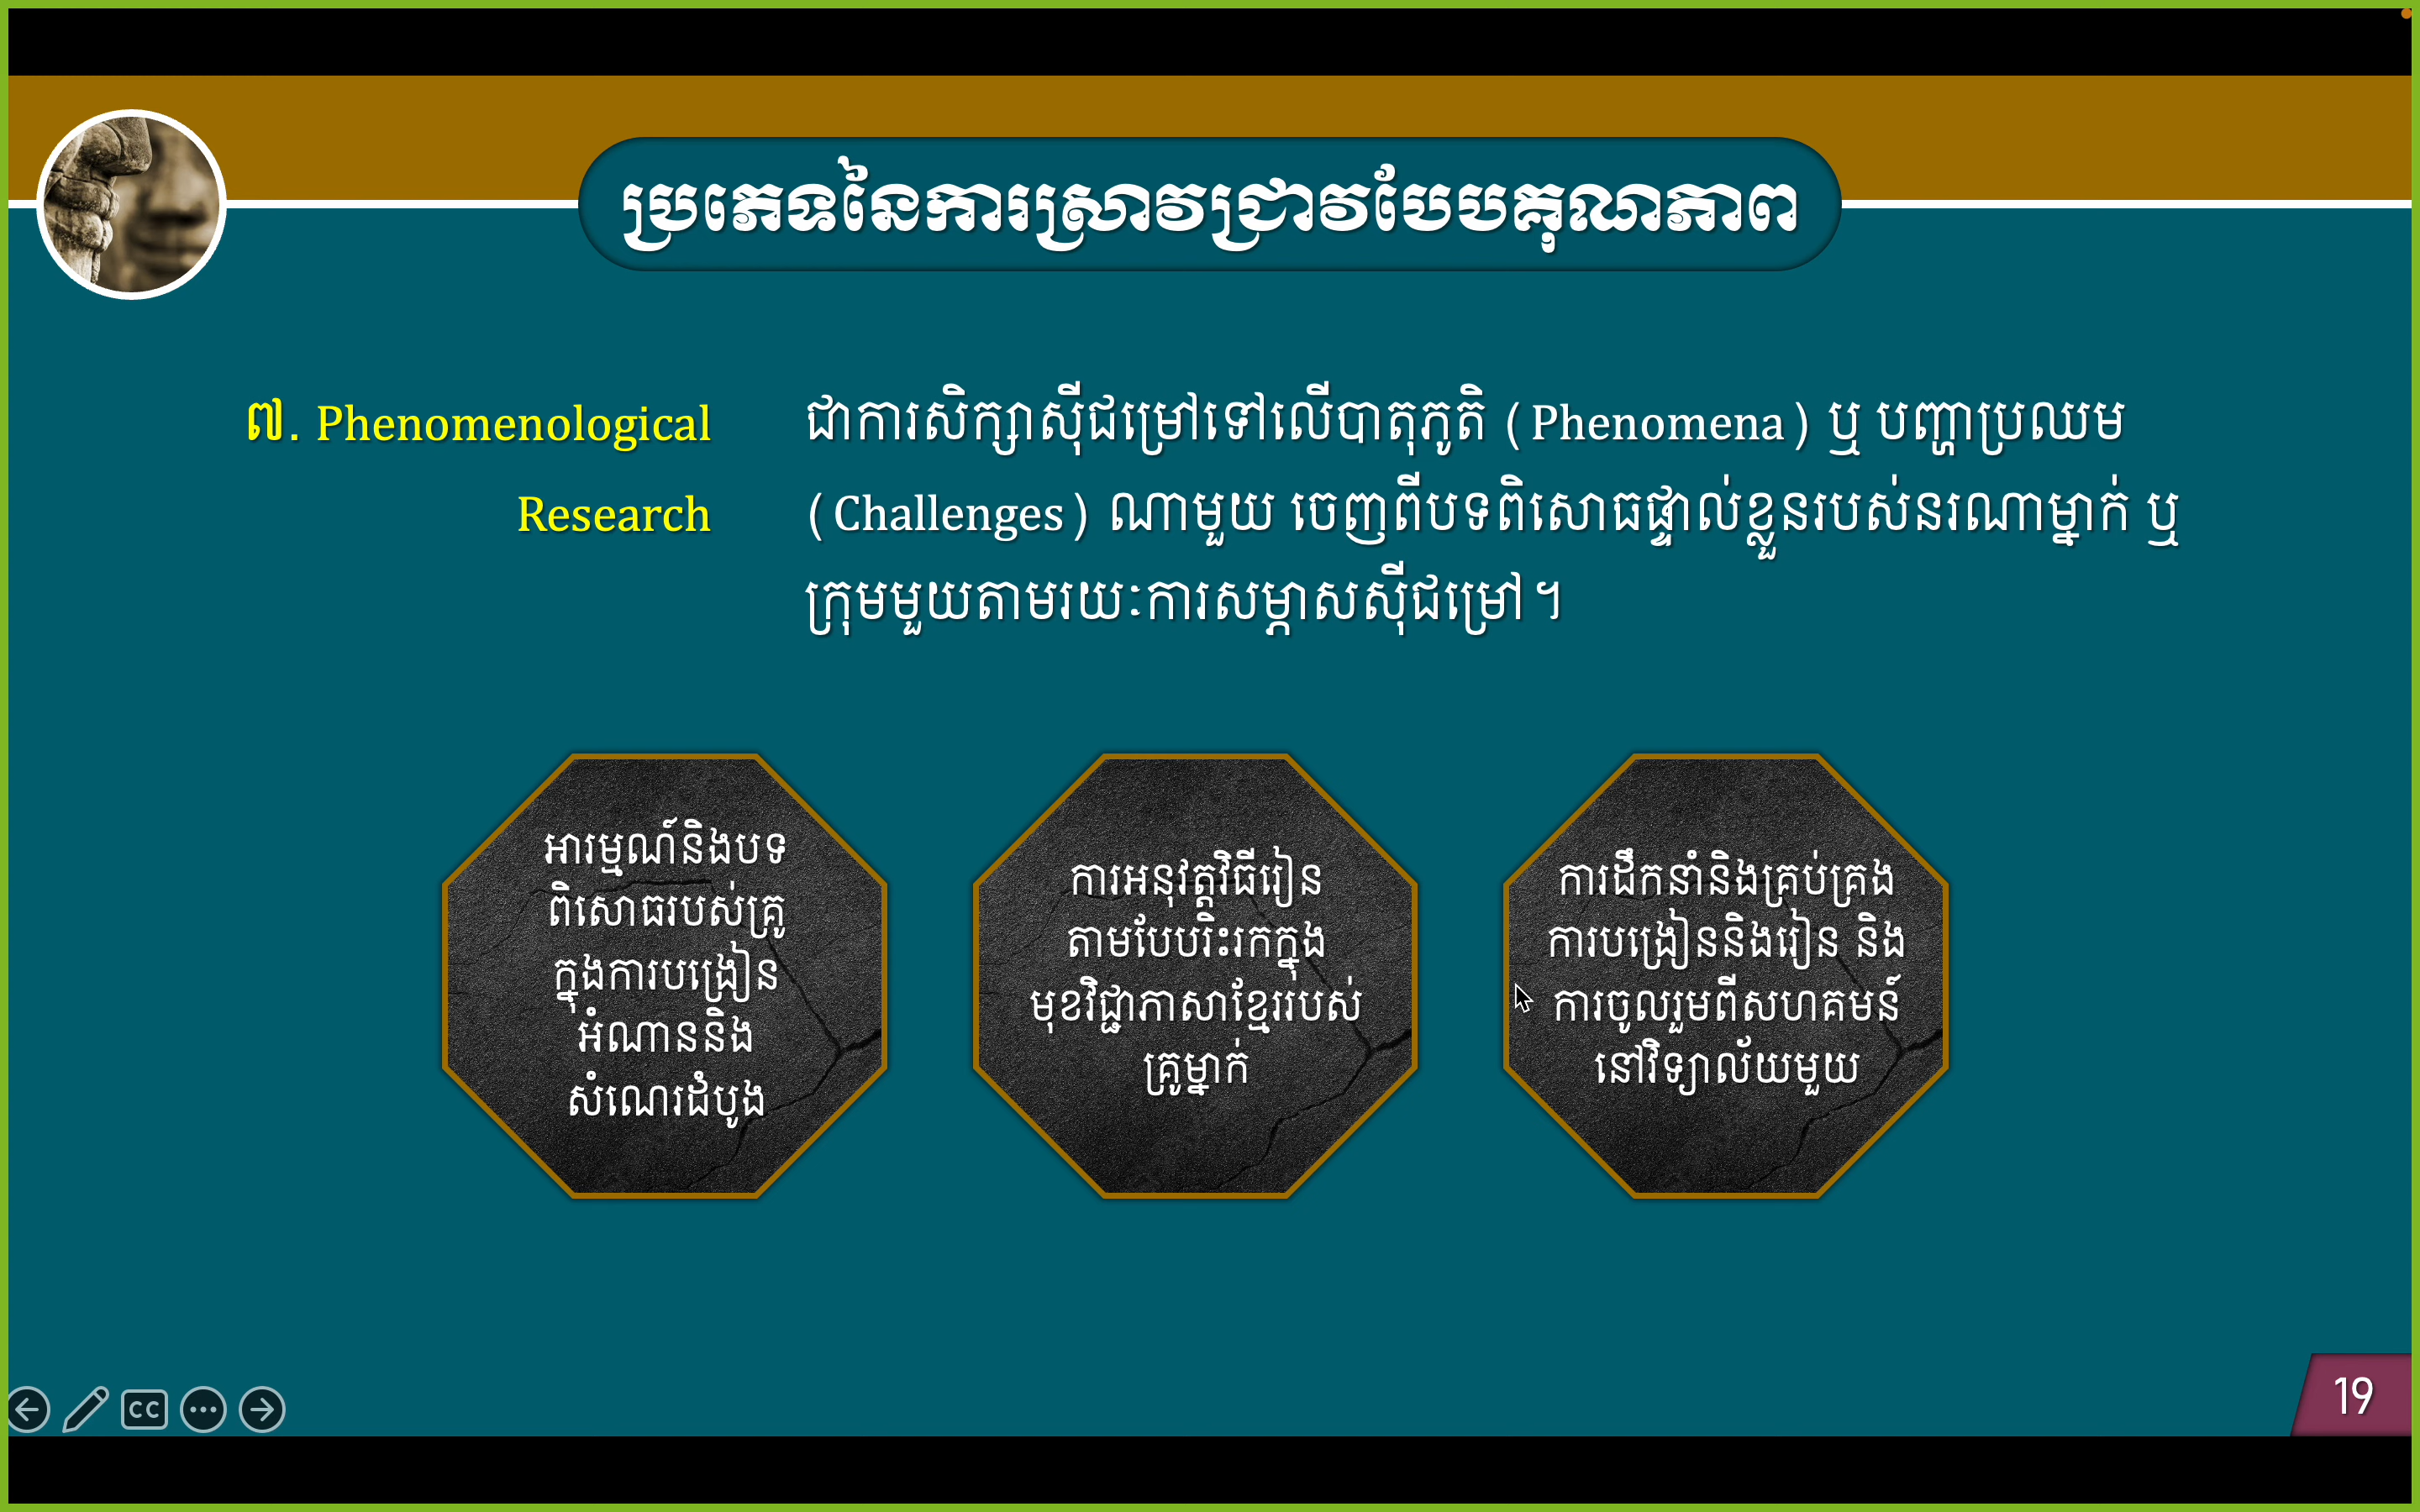 ប្រភេទនៃការស្រាវជ្រាវបែបគុណភាព
៧. Phenomenological
Research
ជាការសិក្សាស៊ីជម្រៅទៅលើបាតុភូតិ (Phenomena) ឬ បញ្ហាប្រឈម
(Challenges) ណាមួយ ចេញពីបទពិសោធផ្ទាល់ខ្លួនរបស់នរណាម្នាក់ ឬ
ក្រុមមួយតាមរយៈការសម្ភាសស៊ីជម្រៅ។
អារម្មណ៍និងបទ
ពិសោធរបស់គ្រូ
ក្នុងការបង្រៀន
អំណាននិង
សំណេរដំបូង
ការអនុវត្តវិធីរៀន
តាមបែបរិះរកក្នុង
មុខវិជ្ជាភាសាខ្មែររបស់
គ្រូម្នាក់
ការដឹកនាំនិងគ្រប់គ្រង
ការបង្រៀននិងរៀន និង
ការចូលរួមពីសហគមន៍
នៅវិទ្យាល័យមួយ
CC
19